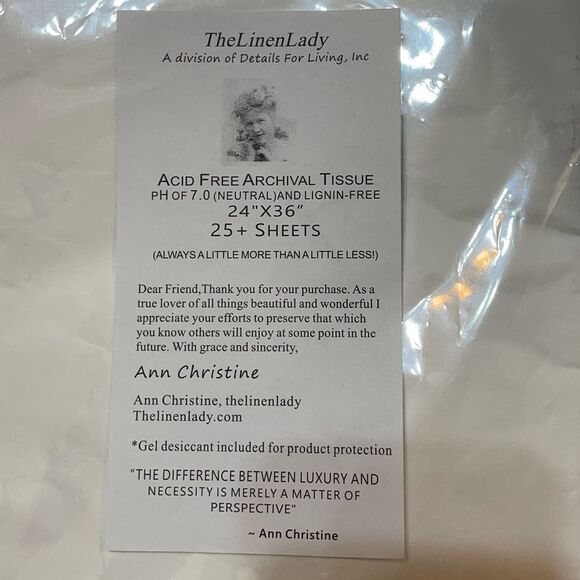 TheLinenLady
A division of Details For Living, Inc
ACID FREE ARCHIVAL TISSUE
PH OF 7.0 (NEUTRAL)AND LIGNIN-FREE
24"X36"
25+ SHEETS
(ALWAYS A LITTLE MORE THAN A LITTLE LESS!)
Dear Friend,Thank you for your purchase. As a
true lover of all things beautiful and wonderful I
appreciate your efforts to preserve that which
you know others will enjoy at some point in the
future. With grace and sincerity,
Ann Christine
Ann Christine, thelinenlady
Thelinenlady.com
*Gel desiccant included for product protection
"THE DIFFERENCE BETWEEN LUXURY AND
NECESSITY IS MERELY A MATTER OF
PERSPECTIVE"
~ Ann Christine